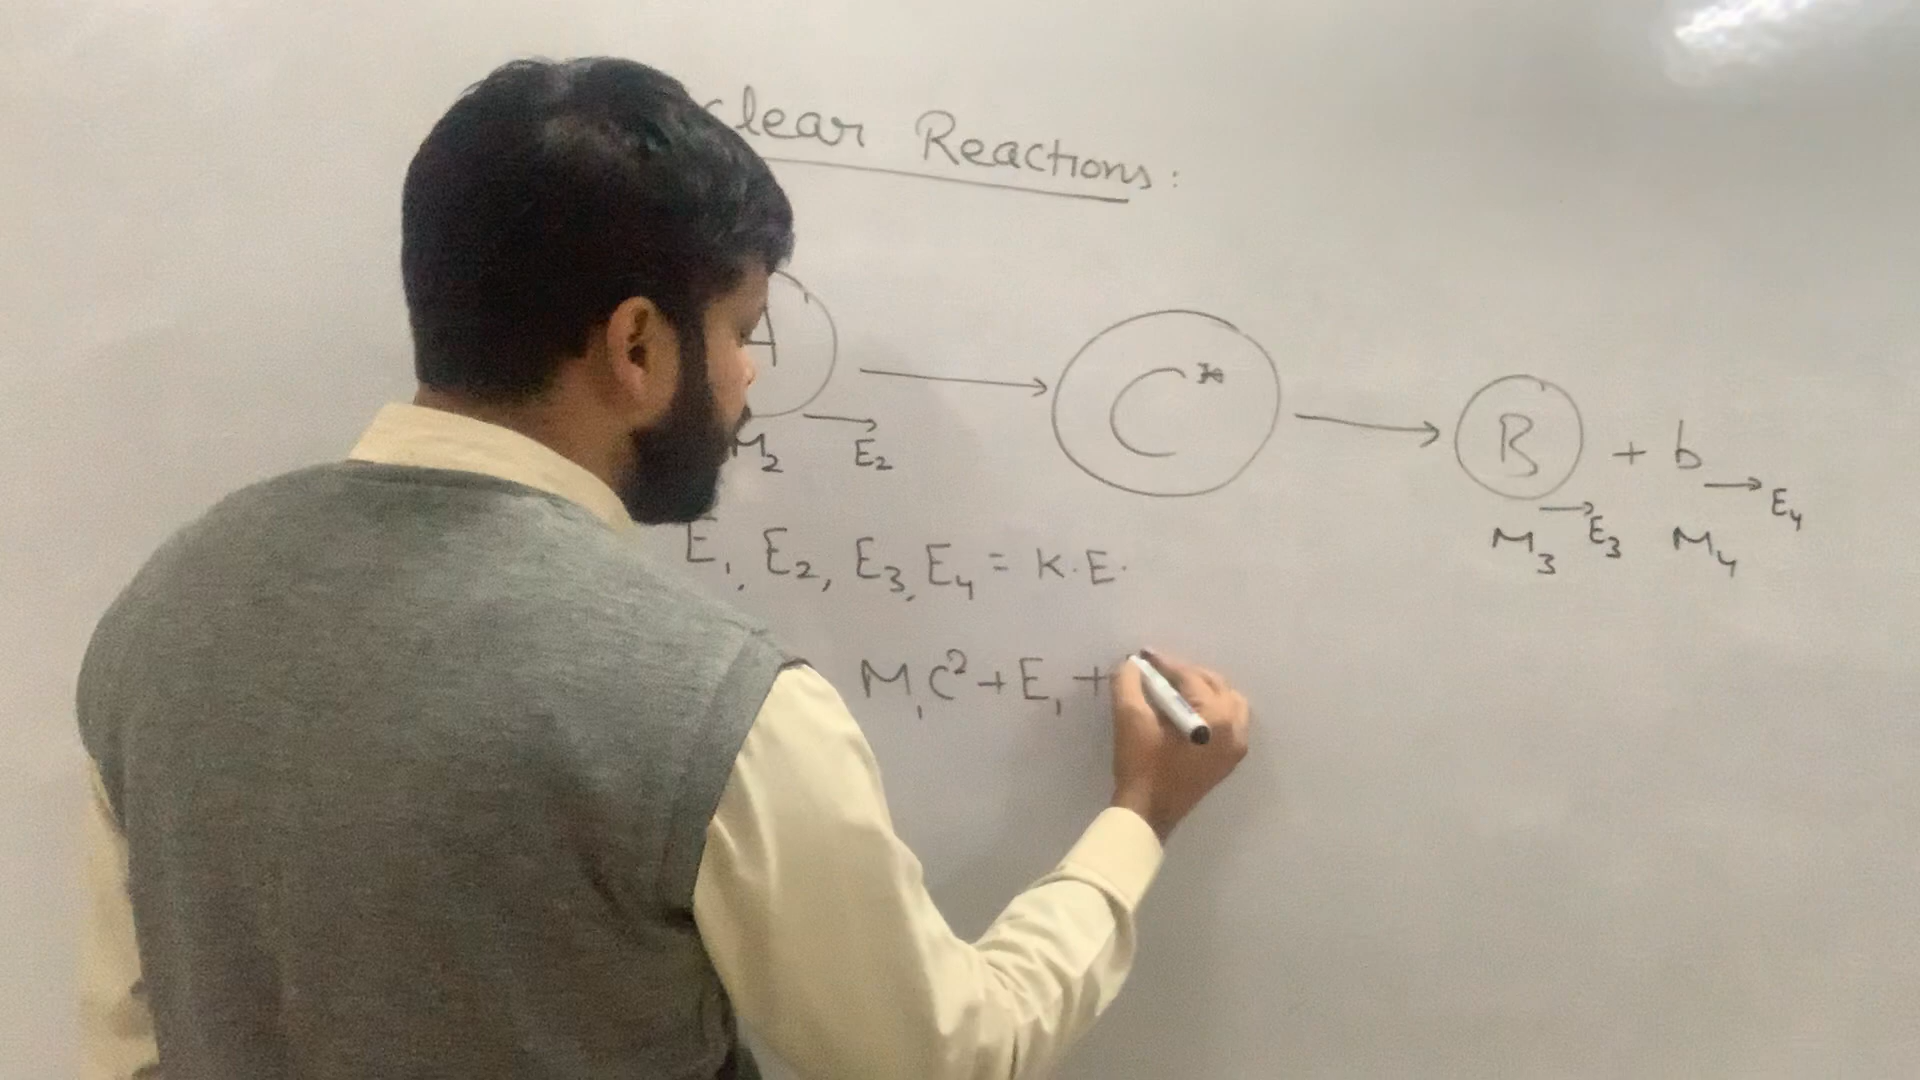 clear Reactions:
A → C* → B + b
M2 → E2
→ E4
M3 → E3 M4
E1, E2, E3, E4 = K.E.
M1C² + E1 +